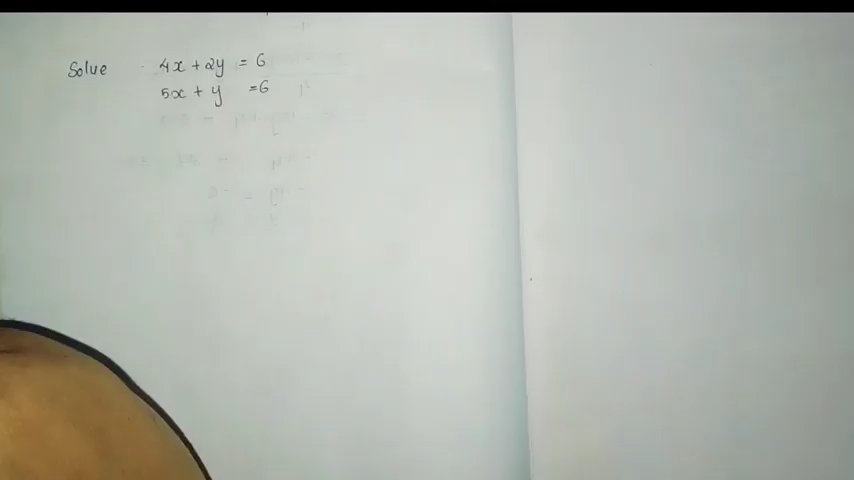 Solve 4x + 2y = 6
5x + y = 6